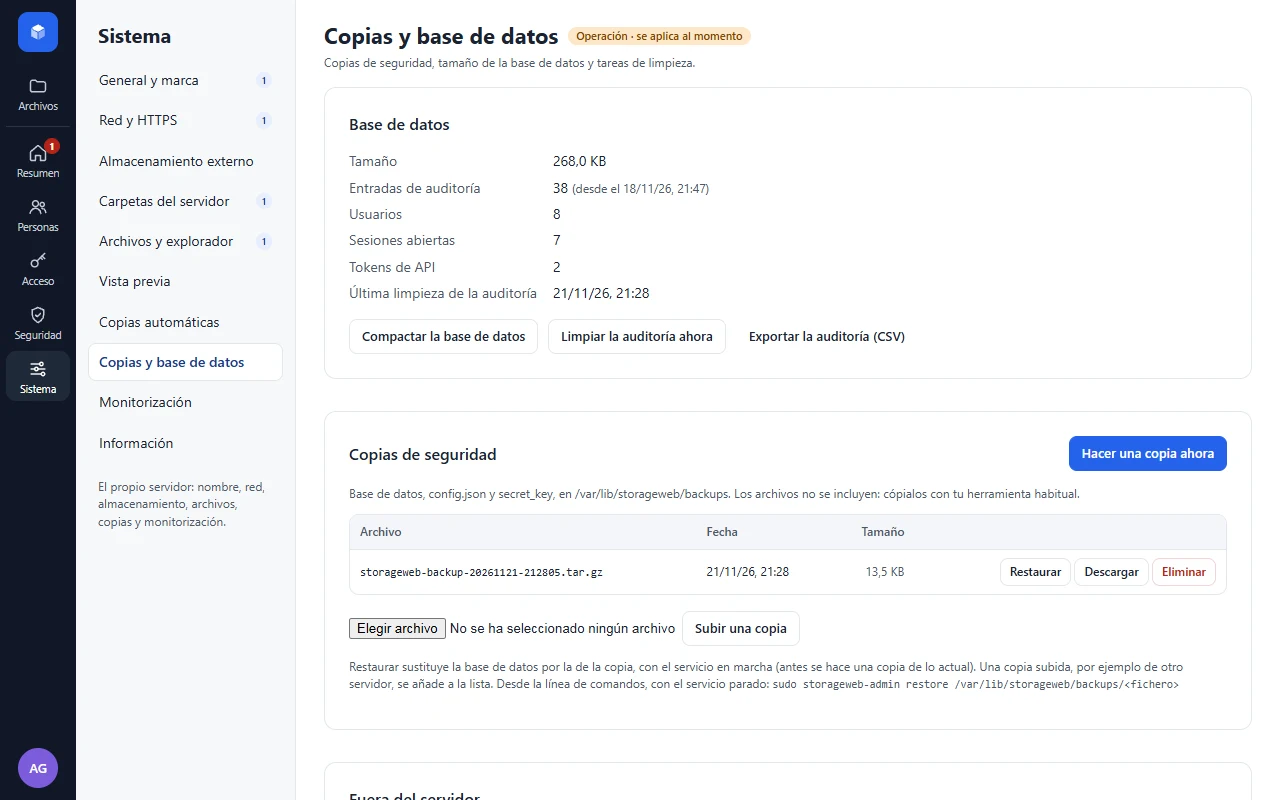 Archivos
1
Resumen
Personas
Acceso
Seguridad
Sistema
AG
Sistema
General y marca 1
Red y HTTPS 1
Almacenamiento externo
Carpetas del servidor 1
Archivos y explorador 1
Vista previa
Copias automáticas
Copias y base de datos
Monitorización
Información
El propio servidor: nombre, red,
almacenamiento, archivos,
copias y monitorización.
Copias y base de datos Operación · se aplica al momento
Copias de seguridad, tamaño de la base de datos y tareas de limpieza.
Base de datos
Tamaño 268,0 KB
Entradas de auditoría 38 (desde el 18/11/26, 21:47)
Usuarios 8
Sesiones abiertas 7
Tokens de API 2
Última limpieza de la auditoría 21/11/26, 21:28
Compactar la base de datos Limpiar la auditoría ahora Exportar la auditoría (CSV)
Copias de seguridad Hacer una copia ahora
Base de datos, config.json y secret_key, en /var/lib/storageweb/backups. Los archivos no se incluyen: cópialos con tu herramienta habitual.
Archivo Fecha Tamaño
storageweb-backup-20261121-212805.tar.gz 21/11/26, 21:28 13,5 KB Restaurar Descargar Eliminar
Elegir archivo No se ha seleccionado ningún archivo Subir una copia
Restaurar sustituye la base de datos por la de la copia, con el servicio en marcha (antes se hace una copia de lo actual). Una copia subida, por ejemplo de otro
servidor, se añade a la lista. Desde la línea de comandos, con el servicio parado: sudo storageweb-admin restore /var/lib/storageweb/backups/<fichero>
Fuera del servidor